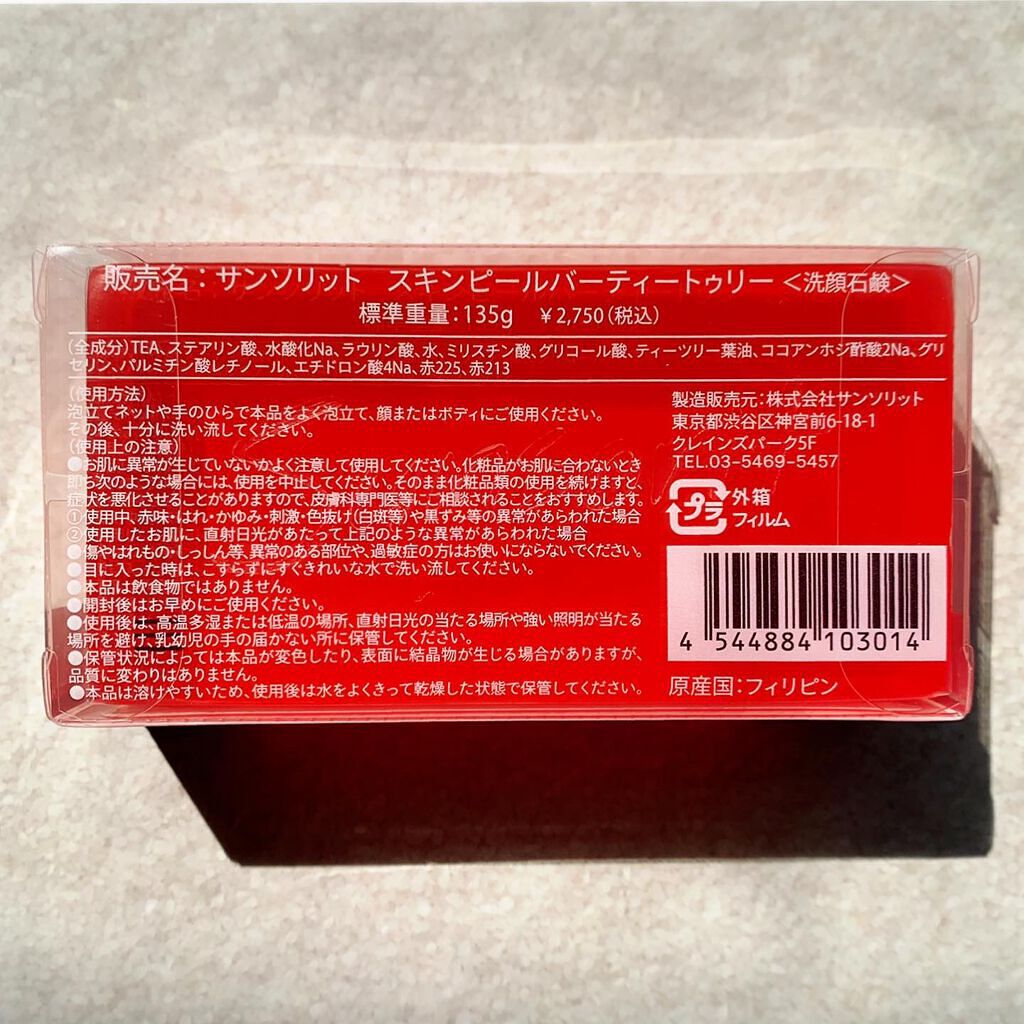 販売名：サンソリット　スキンピールバーティートゥリー＜洗顔石鹸＞
標準重量：135g　￥2,750（税込）
（全成分）TEA、ステアリン酸、水酸化Na、ラウリン酸、水、ミリスチン酸、グリコール酸、ティーツリー葉油、ココアンホジ酢酸2Na、グリ
セリン、パルミチン酸レチノール、エチドロン酸4Na、赤225、赤213
（使用方法）
泡立てネットや手のひらで本品をよく泡立て、顔またはボディにご使用ください。
その後、十分に洗い流してください。
（使用上の注意）
●お肌に異常が生じていないかよく注意して使用してください。化粧品がお肌に合わないとき
即ち次のような場合には、使用を中止してください。そのまま化粧品類の使用を続けますと、
症状を悪化させることがありますので、皮膚科専門医等にご相談されることをおすすめします。
①使用中、赤味・はれ・かゆみ・刺激・色抜け（白斑等）や黒ずみ等の異常があらわれた場合
②使用したお肌に、直射日光があたって上記のような異常があらわれた場合
●傷やはれもの・しっしん等、異常のある部位や、過敏症の方はお使いにならないでください。
●目に入った時は、こすらずにすぐきれいな水で洗い流してください。
●本品は飲食物ではありません。
●開封後はお早めにご使用ください。
●使用後は、高温多湿または低温の場所、直射日光の当たる場所や強い照明が当たる
場所を避け、乳幼児の手の届かない所に保管してください。
●保管状況によっては本品が変色したり、表面に結晶物が生じる場合がありますが、
品質に変わりはありません。
●本品は溶けやすいため、使用後は水をよくきって乾燥した状態で保管してください。
製造販売元：株式会社サンソリット
東京都渋谷区神宮前6-18-1
クレインズパーク5F
TEL.03-5469-5457
プラ
外箱
フィルム
4 544884 103014
原産国：フィリピン